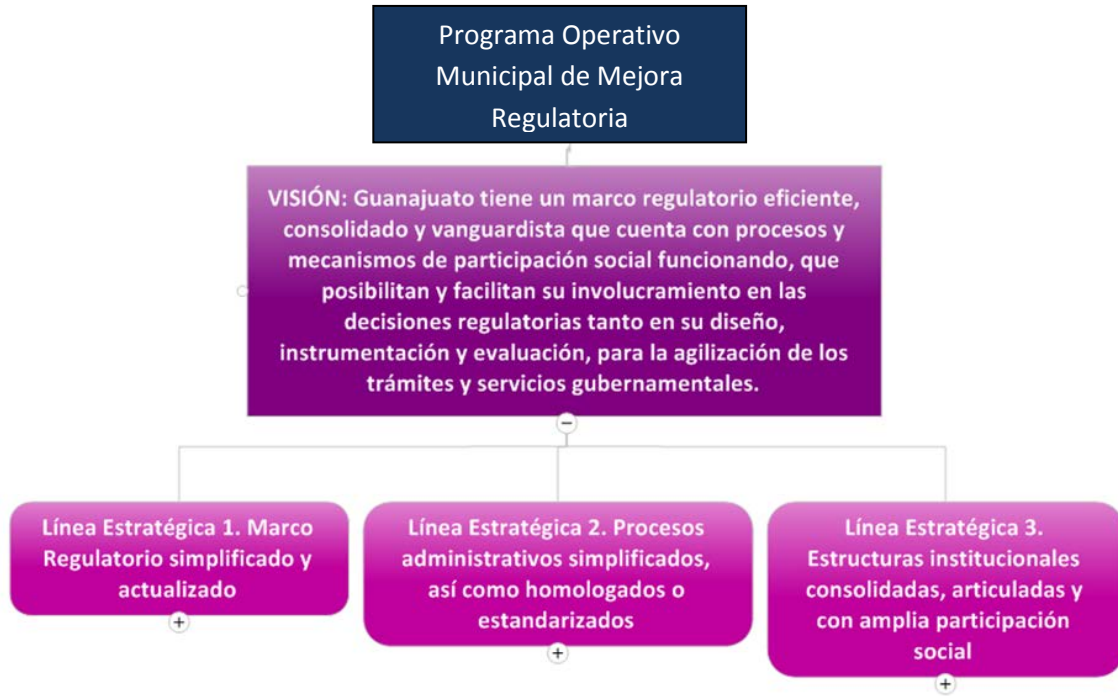 Programa Operativo
Municipal de Mejora
Regulatoria
VISIÓN: Guanajuato tiene un marco regulatorio eficiente,
consolidado y vanguardista que cuenta con procesos y
mecanismos de participación social funcionando, que
posibilitan y facilitan su involucramiento en las
decisiones regulatorias tanto en su diseño,
instrumentación y evaluación, para la agilización de los
trámites y servicios gubernamentales.
Línea Estratégica 1. Marco
Regulatorio simplificado y
actualizado
Línea Estratégica 2. Procesos
administrativos simplificados,
así como homologados o
estandarizados
Línea Estratégica 3.
Estructuras institucionales
consolidadas, articuladas y
con amplia participación
social